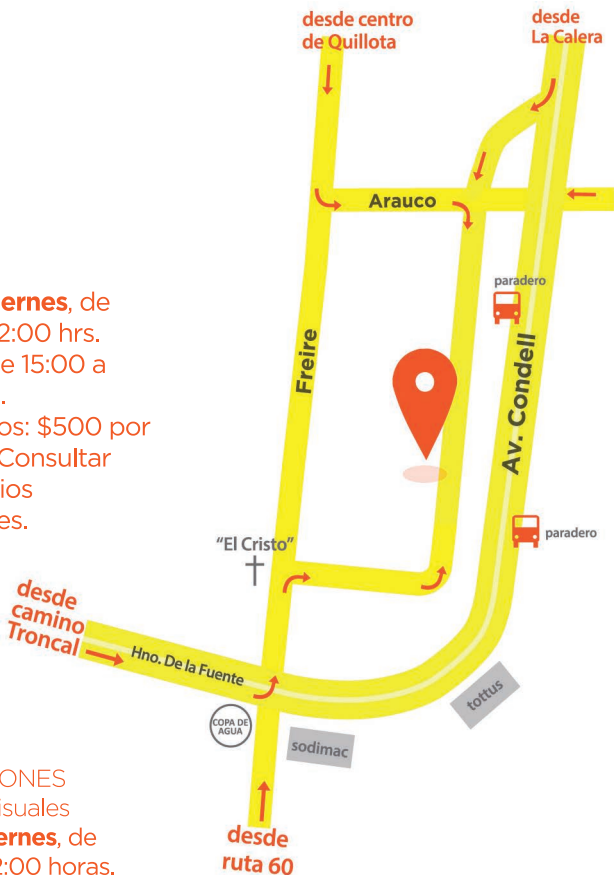 desde centro
de Quillota
desde
La Calera
Arauco
paradero
Freire
Av. Condell
ernes, de
2:00 hrs.
e 15:00 a
.
os: $500 por
Consultar
ios
es.
"El Cristo"
paradero
desde
camino
Troncal
Hno. De la Fuente
tottus
COPA DE
AGUA
sodimac
ONES
isuales
ernes, de
2:00 horas.
desde
ruta 60